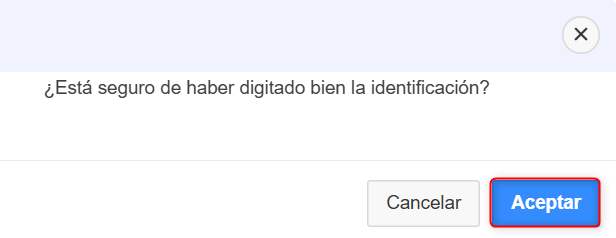 ¿Está seguro de haber digitado bien la identificación?
Cancelar
Aceptar